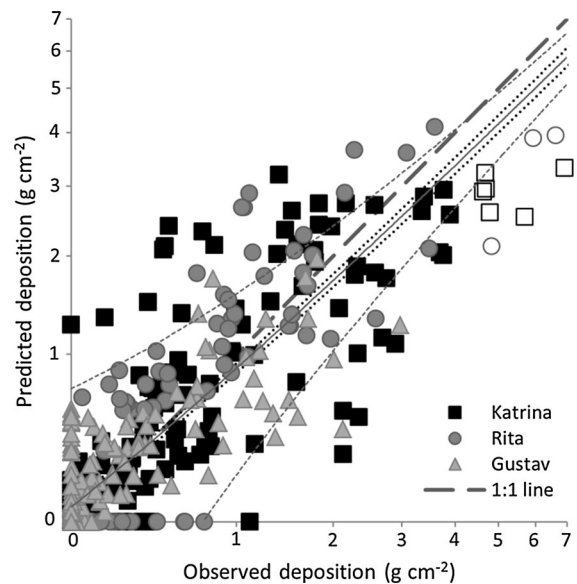 Predicted deposition (g cm⁻²)
7
6
5
4
3
2
1
0
Katrina
Rita
Gustav
1:1 line
0 1 2 3 4 5 6 7
Observed deposition (g cm⁻²)